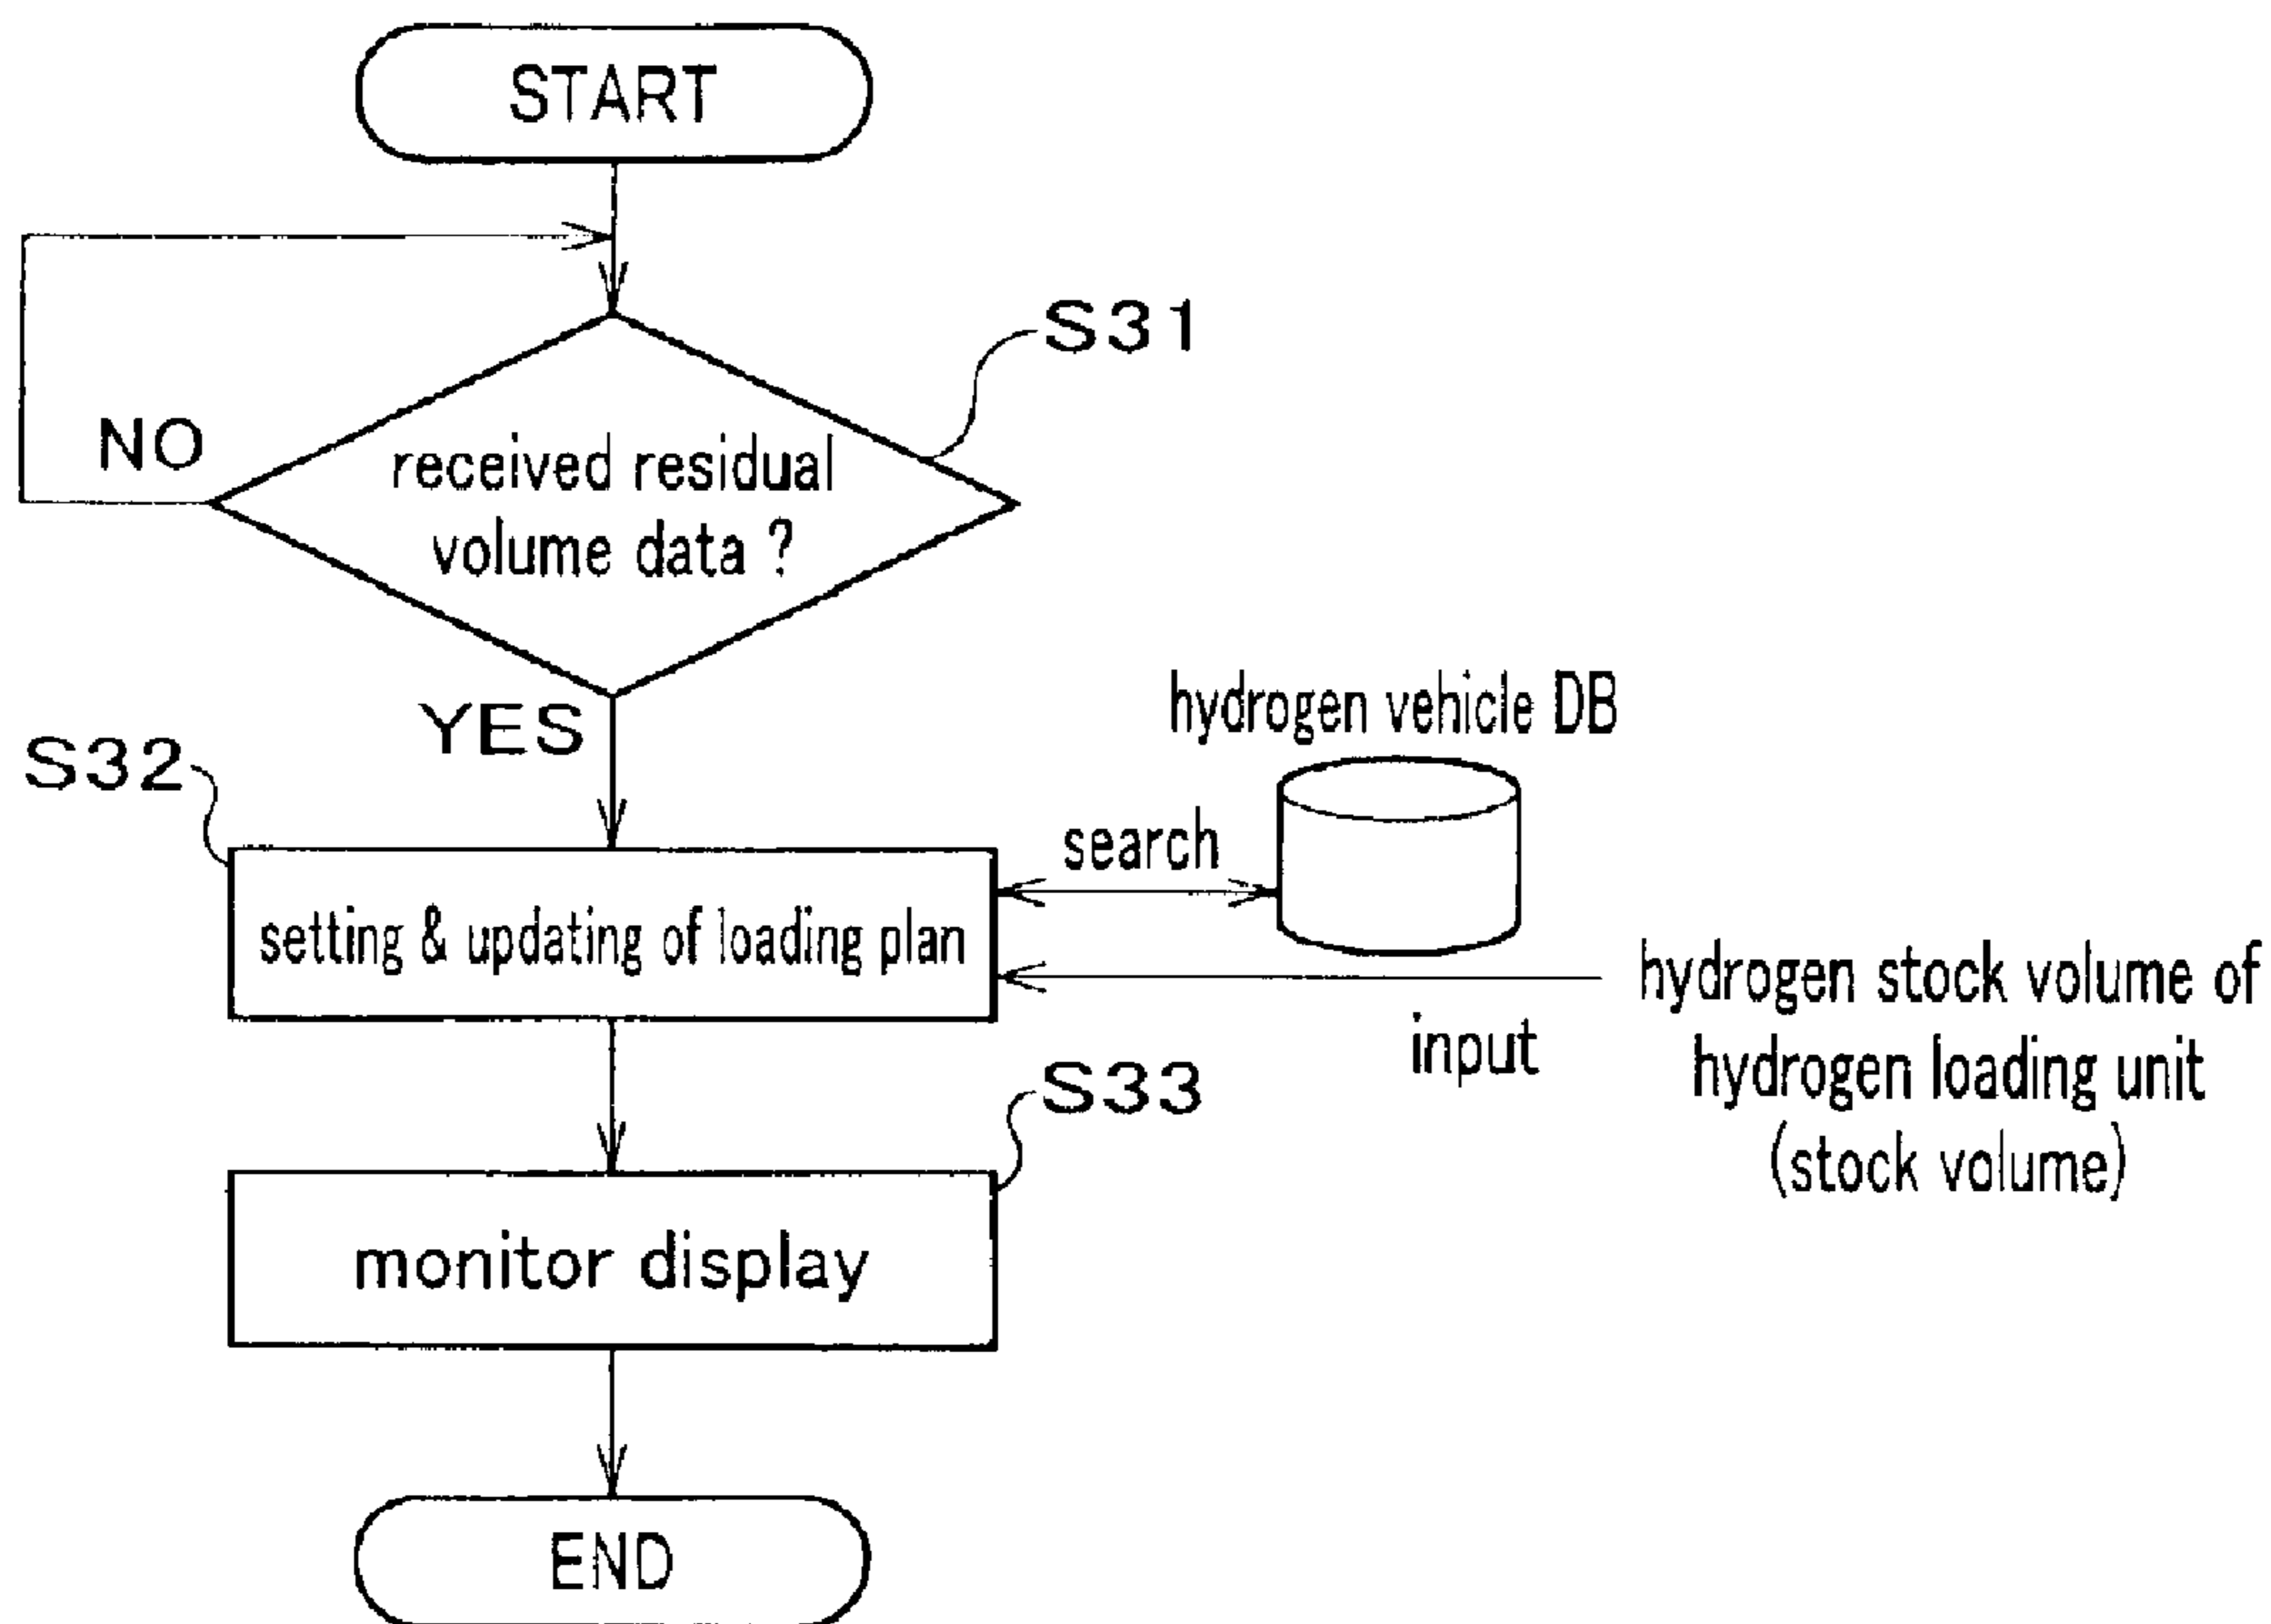 START
S31
NO
received residual
volume data ?
YES
hydrogen vehicle DB
S32
search
setting & updating of loading plan
hydrogen stock volume of
hydrogen loading unit
(stock volume)
input
S33
monitor display
END